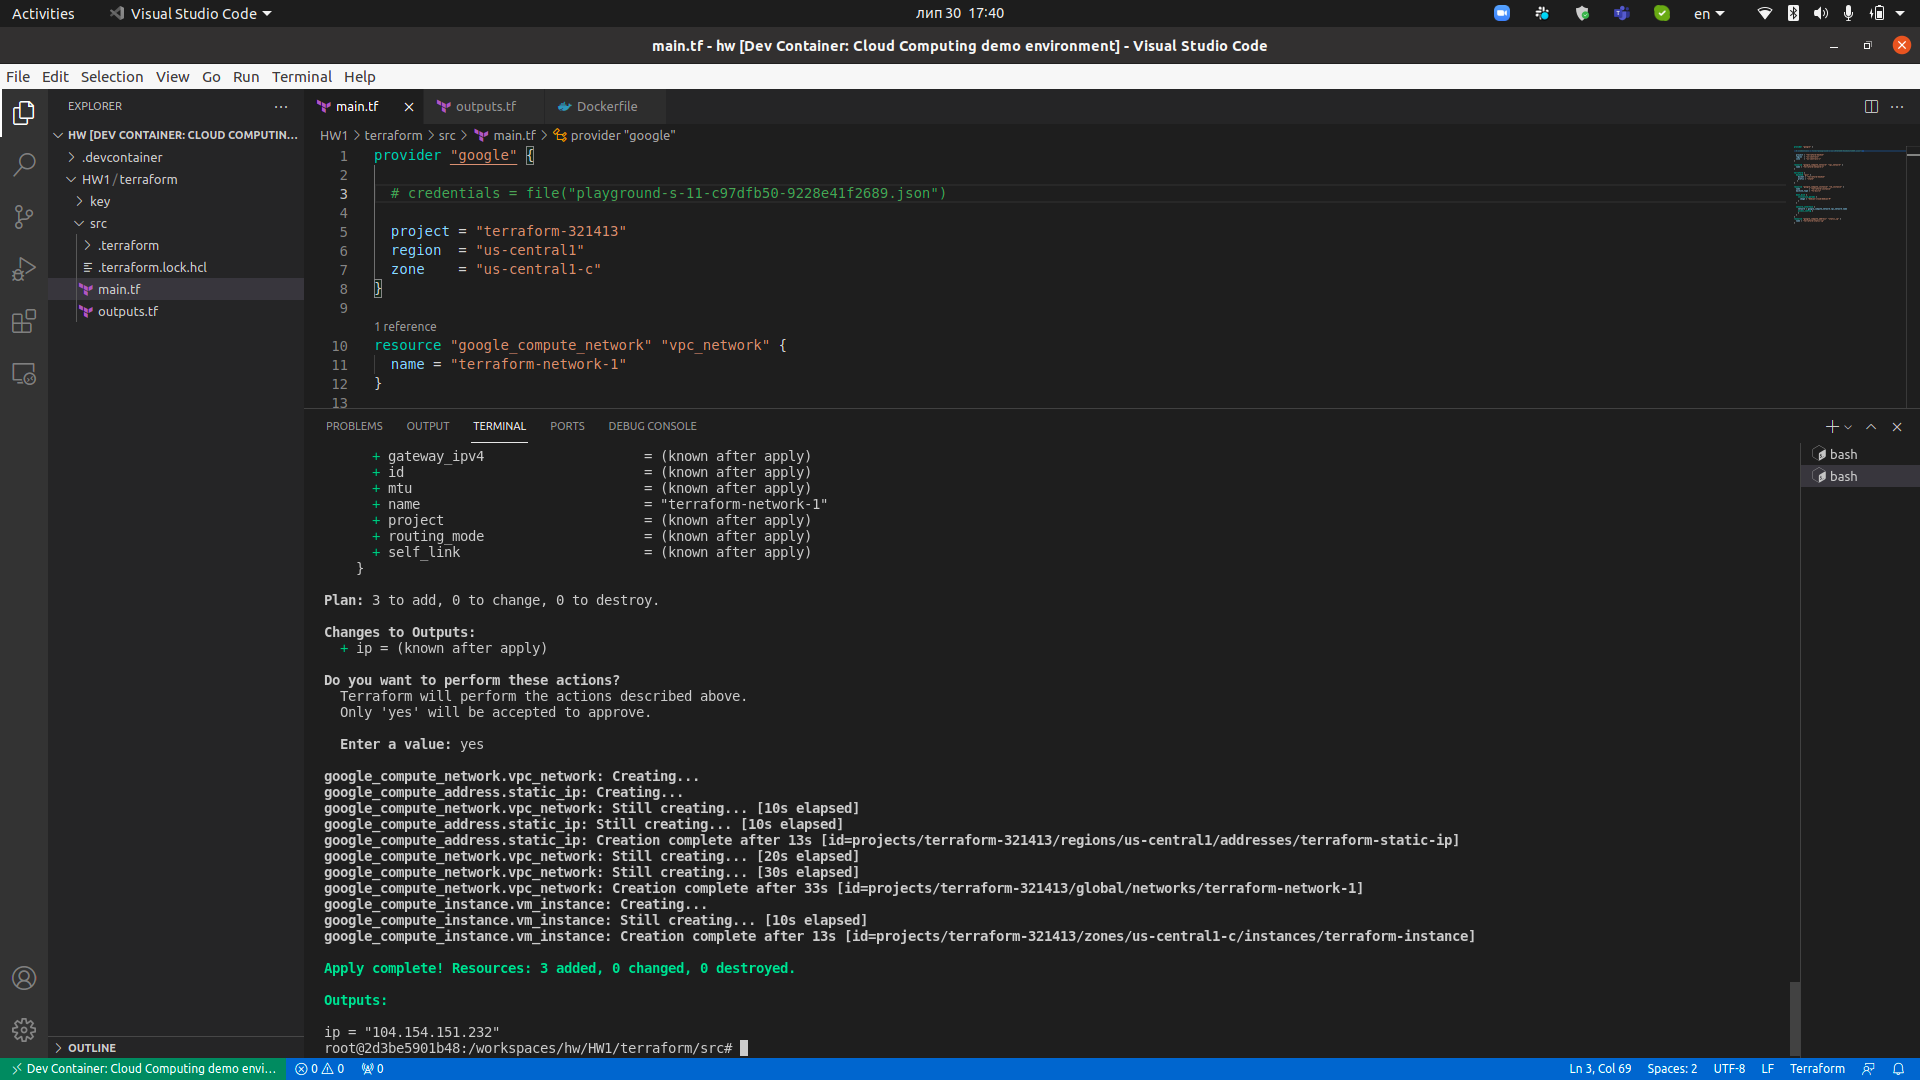 Activities
Visual Studio Code
лип 30 17:40
en
main.tf - hw [Dev Container: Cloud Computing demo environment] - Visual Studio Code
File Edit Selection View Go Run Terminal Help
EXPLORER
HW [DEV CONTAINER: CLOUD COMPUTIN...
.devcontainer
HW1 / terraform
key
src
.terraform
.terraform.lock.hcl
main.tf
outputs.tf
OUTLINE
main.tf
outputs.tf
Dockerfile
HW1 > terraform > src > main.tf > provider "google"
1 provider "google" {
2
3 # credentials = file("playground-s-11-c97dfb50-9228e41f2689.json")
4
5 project = "terraform-321413"
6 region = "us-central1"
7 zone = "us-central1-c"
8 }
9
1 reference
10 resource "google_compute_network" "vpc_network" {
11 name = "terraform-network-1"
12 }
13
PROBLEMS OUTPUT TERMINAL PORTS DEBUG CONSOLE
bash
bash
+ gateway_ipv4 = (known after apply)
+ id = (known after apply)
+ mtu = (known after apply)
+ name = "terraform-network-1"
+ project = (known after apply)
+ routing_mode = (known after apply)
+ self_link = (known after apply)
}
Plan: 3 to add, 0 to change, 0 to destroy.
Changes to Outputs:
+ ip = (known after apply)
Do you want to perform these actions?
Terraform will perform the actions described above.
Only 'yes' will be accepted to approve.
Enter a value: yes
google_compute_network.vpc_network: Creating...
google_compute_address.static_ip: Creating...
google_compute_network.vpc_network: Still creating... [10s elapsed]
google_compute_address.static_ip: Still creating... [10s elapsed]
google_compute_address.static_ip: Creation complete after 13s [id=projects/terraform-321413/regions/us-central1/addresses/terraform-static-ip]
google_compute_network.vpc_network: Still creating... [20s elapsed]
google_compute_network.vpc_network: Still creating... [30s elapsed]
google_compute_network.vpc_network: Creation complete after 33s [id=projects/terraform-321413/global/networks/terraform-network-1]
google_compute_instance.vm_instance: Creating...
google_compute_instance.vm_instance: Still creating... [10s elapsed]
google_compute_instance.vm_instance: Creation complete after 13s [id=projects/terraform-321413/zones/us-central1-c/instances/terraform-instance]
Apply complete! Resources: 3 added, 0 changed, 0 destroyed.
Outputs:
ip = "104.154.151.232"
root@2d3be5901b48:/workspaces/hw/HW1/terraform/src#
Dev Container: Cloud Computing demo envi... 0 0 0
Ln 3, Col 69 Spaces: 2 UTF-8 LF Terraform